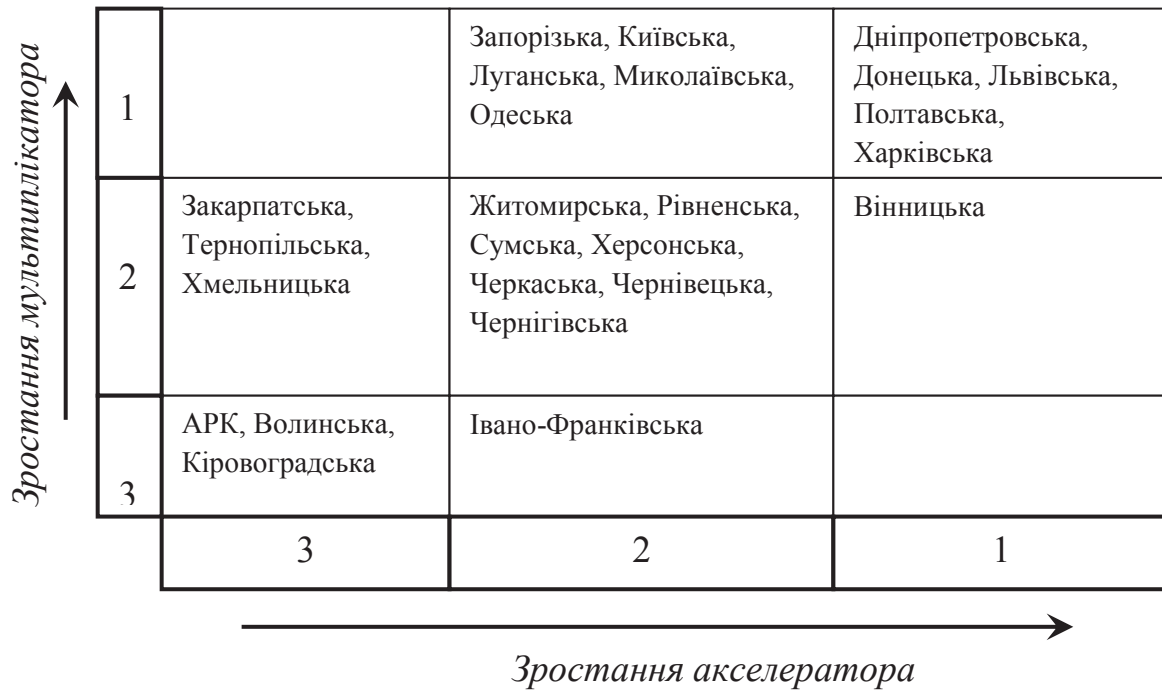 Зростання мультиплікатора
1
Запорізька, Київська,
Луганська, Миколаївська,
Одеська
Дніпропетровська,
Донецька, Львівська,
Полтавська,
Харківська
2
Закарпатська,
Тернопільська,
Хмельницька
Житомирська, Рівненська,
Сумська, Херсонська,
Черкаська, Чернівецька,
Чернігівська
Вінницька
3
АРК, Волинська,
Кіровоградська
Івано-Франківська
3
2
1
Зростання акселератора